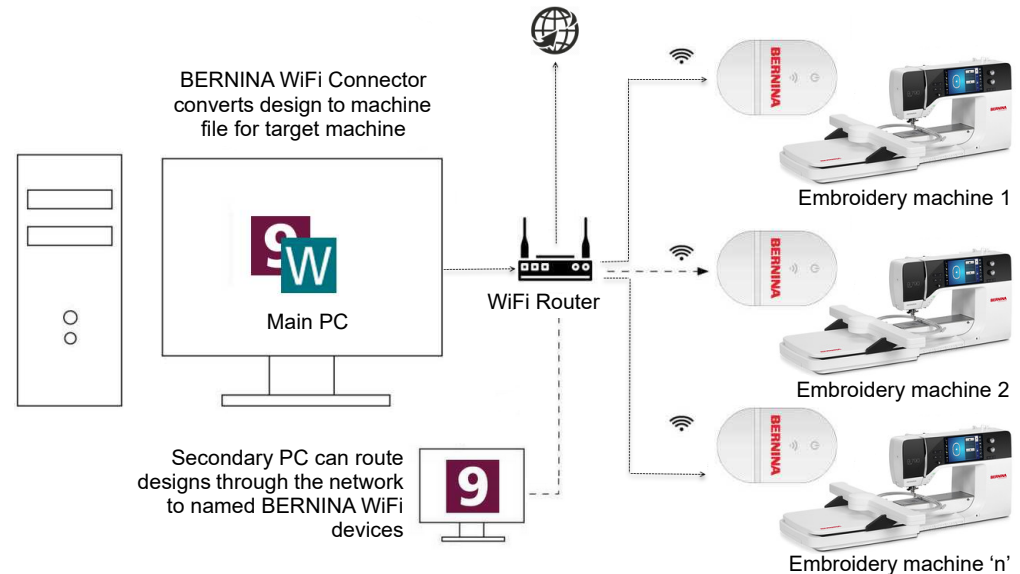 BERNINA WiFi Connector
converts design to machine
file for target machine
9
W
Main PC
WiFi Router
Secondary PC can route
designs through the network
to named BERNINA WiFi
devices
9
BERNINA
Embroidery machine 1
BERNINA
Embroidery machine 2
BERNINA
Embroidery machine ‘n’